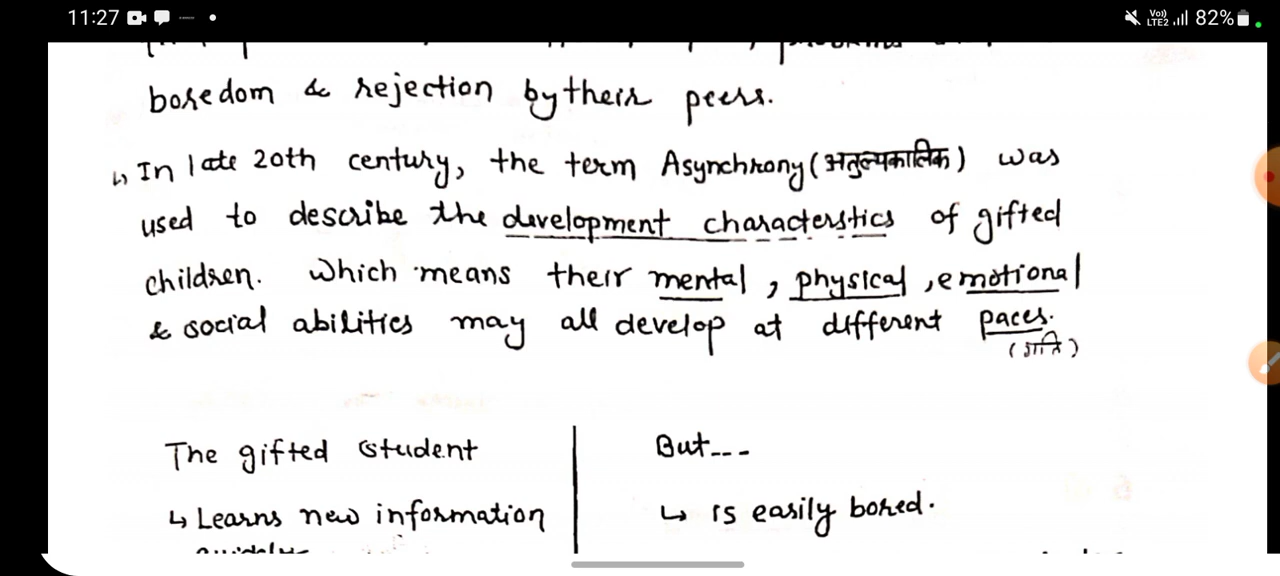 11:27
Vo)) LTE2 82%
boredom & rejection by their peers.
↳ In late 20th century, the term Asynchrony (अतुल्यकालिक) was
used to describe the development characterstics of gifted
children. Which means their mental, physical, emotional
& social abilities may all develop at different paces.
(गति)
The gifted student
But---
↳ Learns new information
↳ is easily bored.